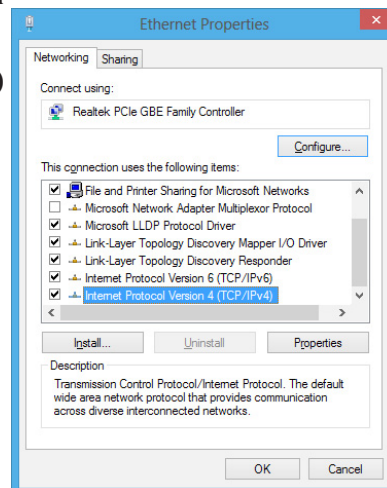 Ethernet Properties
Networking
Sharing
Connect using:
Realtek PCIe GBE Family Controller
Configure...
This connection uses the following items:
File and Printer Sharing for Microsoft Networks
Microsoft Network Adapter Multiplexor Protocol
Microsoft LLDP Protocol Driver
Link-Layer Topology Discovery Mapper I/O Driver
Link-Layer Topology Discovery Responder
Internet Protocol Version 6 (TCP/IPv6)
Internet Protocol Version 4 (TCP/IPv4)
Install...
Uninstall
Properties
Description
Transmission Control Protocol/Internet Protocol. The default
wide area network protocol that provides communication
across diverse interconnected networks.
OK
Cancel